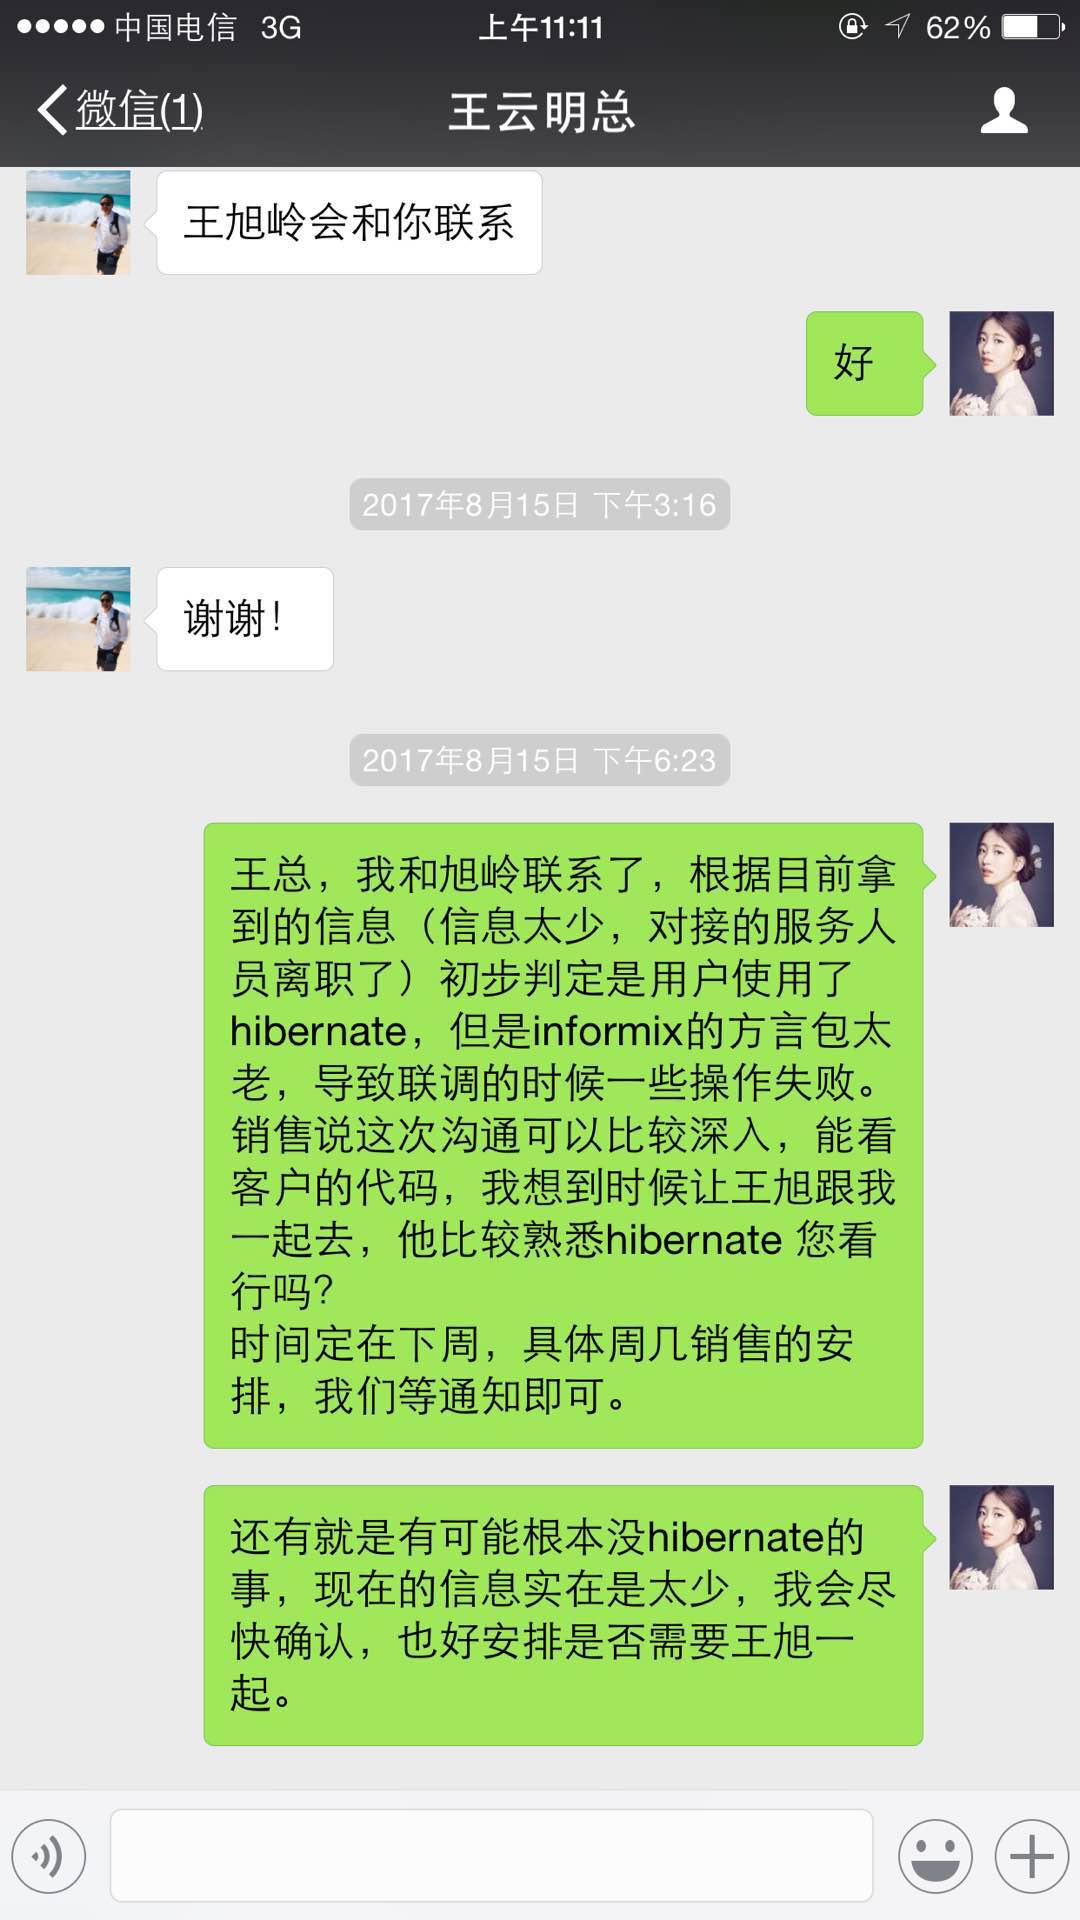 中国电信 3G 上午11:11 62%
微信(1) 王云明总
王旭岭会和你联系
好
2017年8月15日 下午3:16
谢谢！
2017年8月15日 下午6:23
王总，我和旭岭联系了，根据目前拿
到的信息（信息太少，对接的服务人
员离职了）初步判定是用户使用了
hibernate，但是informix的方言包太
老，导致联调的时候一些操作失败。
销售说这次沟通可以比较深入，能看
客户的代码，我想到时候让王旭跟我
一起去，他比较熟悉hibernate 您看
行吗？
时间定在下周，具体周几销售的安
排，我们等通知即可。
还有就是有可能根本没hibernate的
事，现在的信息实在是太少，我会尽
快确认，也好安排是否需要王旭一
起。